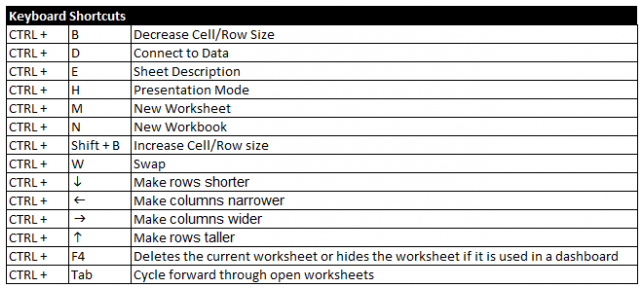 Keyboard Shortcuts
CTRL + B Decrease Cell/Row Size
CTRL + D Connect to Data
CTRL + E Sheet Description
CTRL + H Presentation Mode
CTRL + M New Worksheet
CTRL + N New Workbook
CTRL + Shift + B Increase Cell/Row size
CTRL + W Swap
CTRL + ↓ Make rows shorter
CTRL + ← Make columns narrower
CTRL + → Make columns wider
CTRL + ↑ Make rows taller
CTRL + F4 Deletes the current worksheet or hides the worksheet if it is used in a dashboard
CTRL + Tab Cycle forward through open worksheets